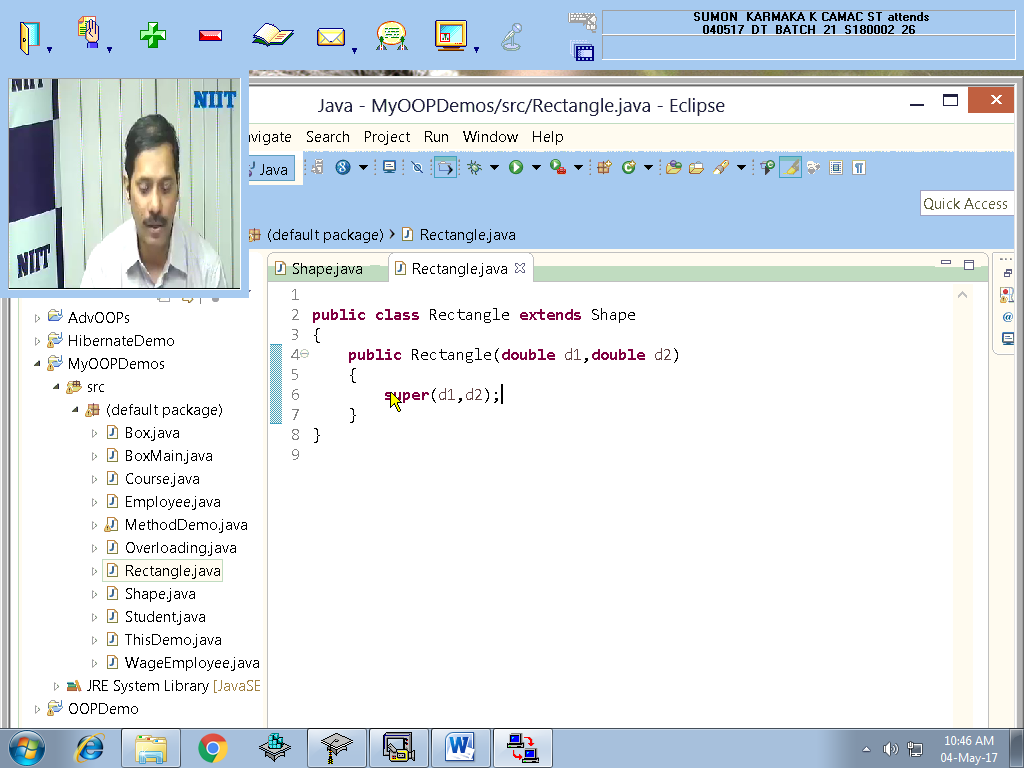 SUMON KARMAKA K CAMAC ST attends
040517 DT BATCH 21 S180002 26
NIIT
NIIT
Java - MyOOPDemos/src/Rectangle.java - Eclipse
avigate Search Project Run Window Help
Java
Quick Access
(default package) Rectangle.java
Shape.java
Rectangle.java
1
2 public class Rectangle extends Shape
3 {
4 public Rectangle(double d1,double d2)
5 {
6 super(d1,d2);
7 }
8 }
9
AdvOOPs
HibernateDemo
MyOOPDemos
src
(default package)
Box.java
BoxMain.java
Course.java
Employee.java
MethodDemo.java
Overloading.java
Rectangle.java
Shape.java
Student.java
ThisDemo.java
WageEmployee.java
JRE System Library [JavaSE
OOPDemo
10:46 AM
04-May-17